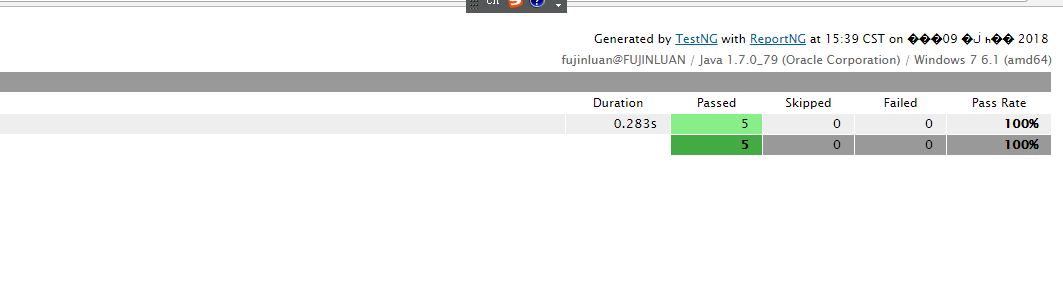 Generated by TestNG with ReportNG at 15:39 CST on ���09 �� ��� 2018
fujinluan@FUJINLUAN / Java 1.7.0_79 (Oracle Corporation) / Windows 7 6.1 (amd64)
Duration Passed Skipped Failed Pass Rate
0.283s 5 0 0 100%
5 0 0 100%